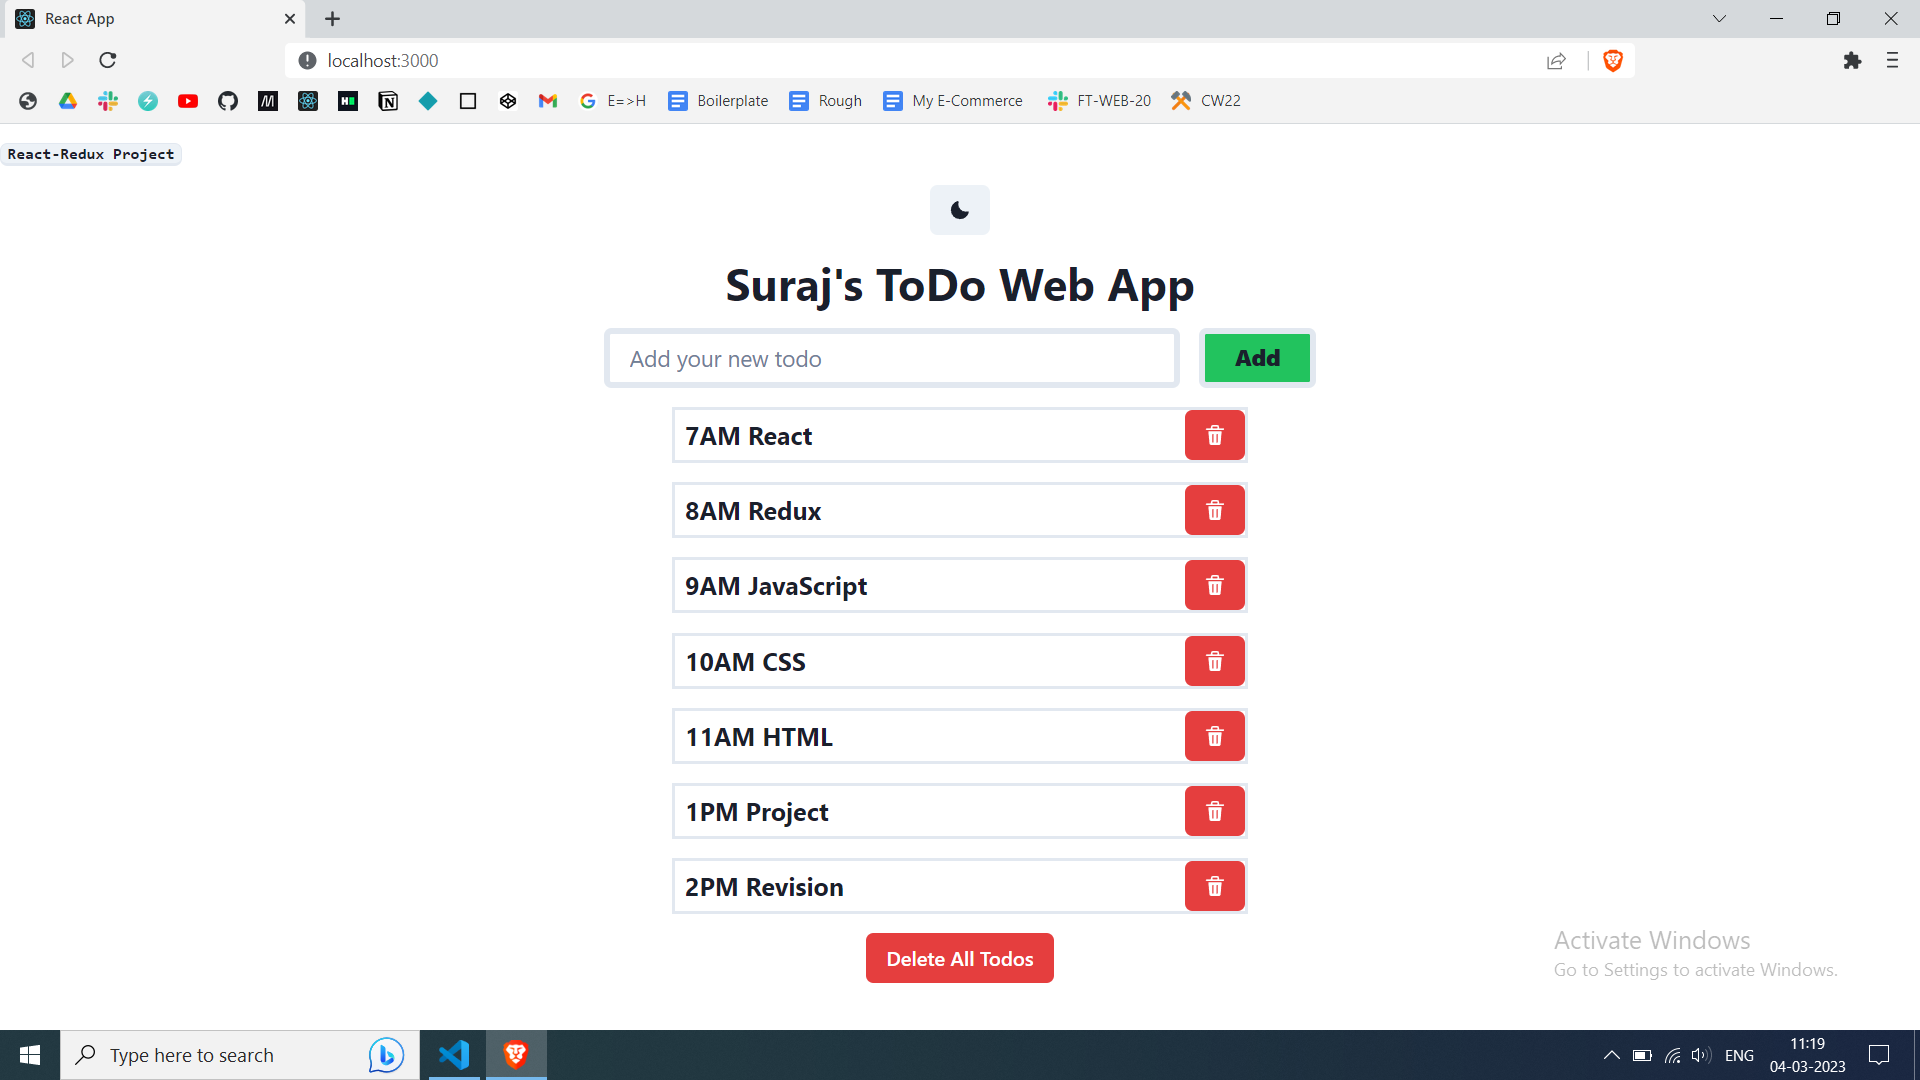 React App
localhost:3000
E=>H Boilerplate Rough My E-Commerce FT-WEB-20 CW22
React-Redux Project
Suraj's ToDo Web App
Add your new todo Add
7AM React
8AM Redux
9AM JavaScript
10AM CSS
11AM HTML
1PM Project
2PM Revision
Delete All Todos
Activate Windows
Go to Settings to activate Windows.
Type here to search
ENG
11:19
04-03-2023